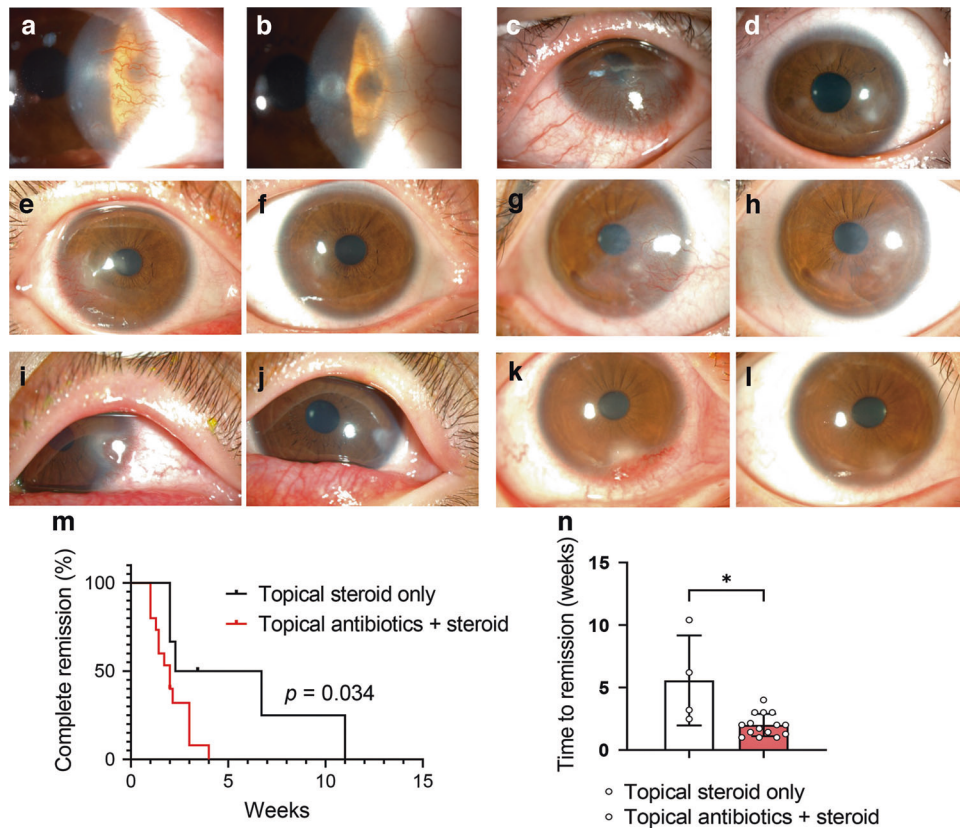 a
b
c
d
e
f
g
h
i
j
k
l
m
Complete remission (%)
100
50
0
0
5
10
15
Weeks
Topical steroid only
Topical antibiotics + steroid
p = 0.034
n
Time to remission (weeks)
15
10
5
0
*
Topical steroid only
Topical antibiotics + steroid